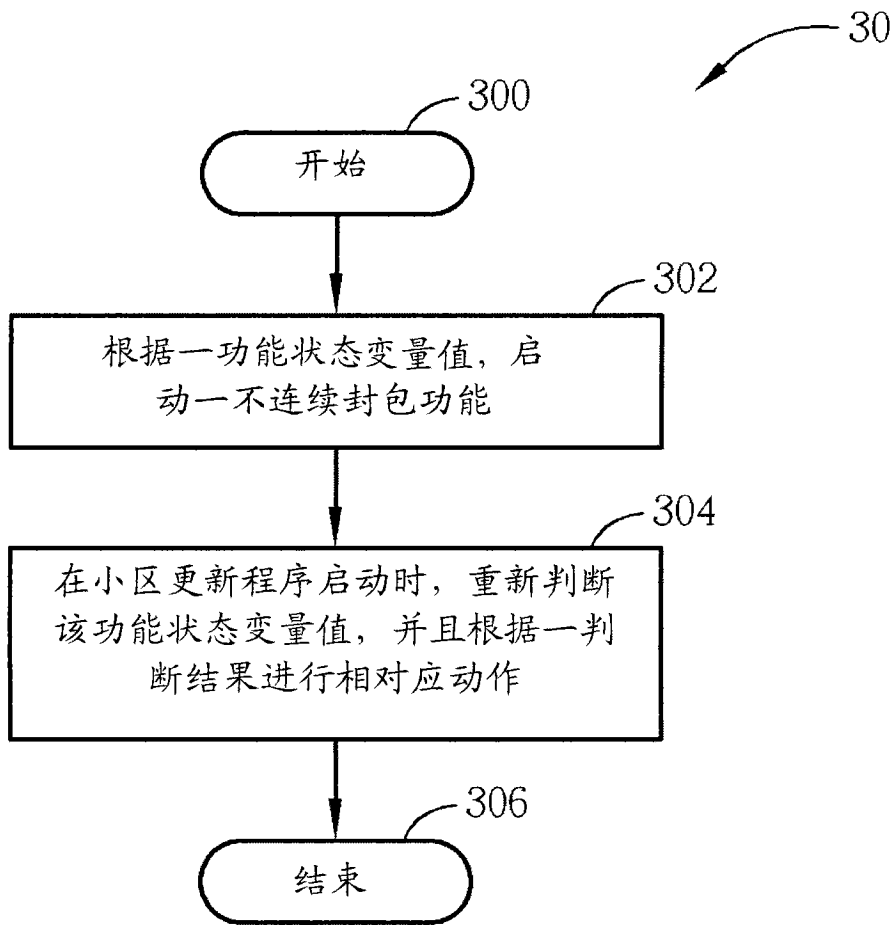 30
300
开始
302
根据一功能状态变量值，启
动一不连续封包功能
304
在小区更新程序启动时，重新判断
该功能状态变量值，并且根据一判
断结果进行相对应动作
306
结束